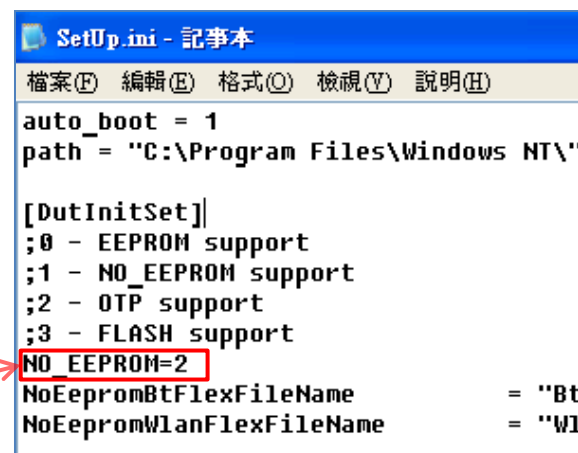 SetUp.ini - 記事本
檔案(F) 編輯(E) 格式(O) 檢視(V) 說明(H)
auto_boot = 1
path = "C:\Program Files\Windows NT\"
[DutInitSet]
;0 - EEPROM support
;1 - NO_EEPROM support
;2 - OTP support
;3 - FLASH support
NO_EEPROM=2
NoEepromBtFlexFileName = "Bt
NoEepromWlanFlexFileName = "Wl